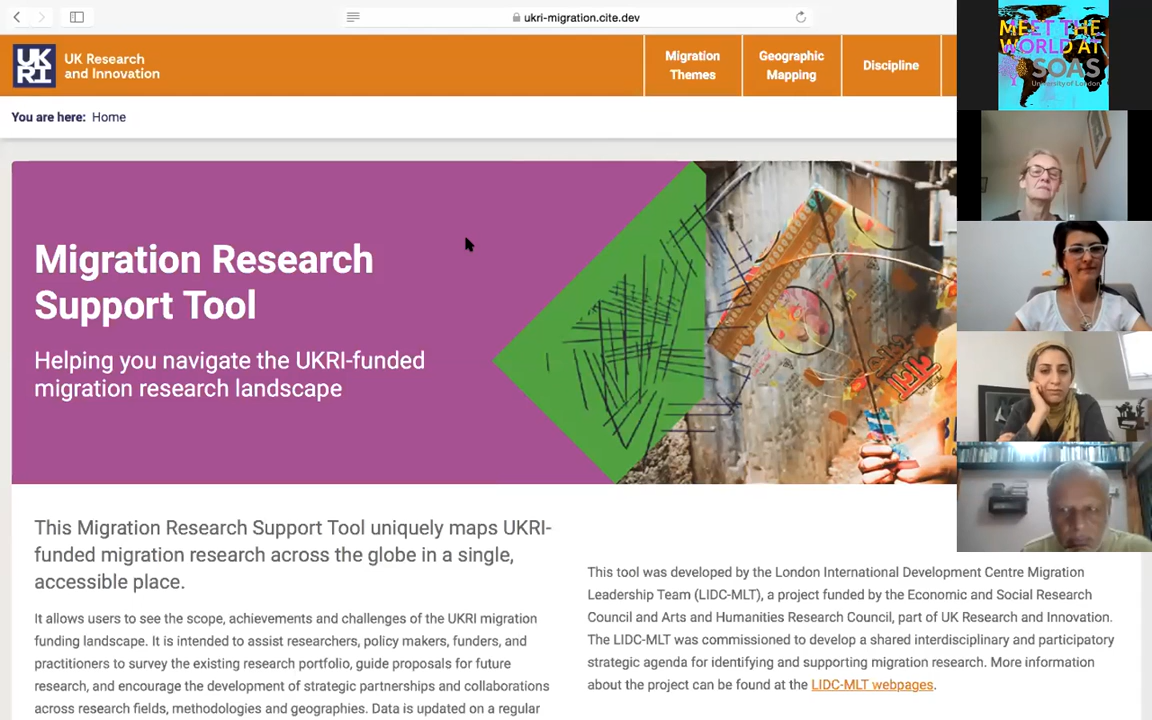 ukri-migration.cite.dev
UK
RI
UK Research
and Innovation
Migration
Themes
Geographic
Mapping
Discipline
You are here: Home
Migration Research
Support Tool
Helping you navigate the UKRI-funded
migration research landscape
This Migration Research Support Tool uniquely maps UKRI-
funded migration research across the globe in a single,
accessible place.
It allows users to see the scope, achievements and challenges of the UKRI migration
funding landscape. It is intended to assist researchers, policy makers, funders, and
practitioners to survey the existing research portfolio, guide proposals for future
research, and encourage the development of strategic partnerships and collaborations
across research fields, methodologies and geographies. Data is updated on a regular
This tool was developed by the London International Development Centre Migration
Leadership Team (LIDC-MLT), a project funded by the Economic and Social Research
Council and Arts and Humanities Research Council, part of UK Research and Innovation.
The LIDC-MLT was commissioned to develop a shared interdisciplinary and participatory
strategic agenda for identifying and supporting migration research. More information
about the project can be found at the LIDC-MLT webpages.
MEET THE
WORLD AT
SOAS
University of London